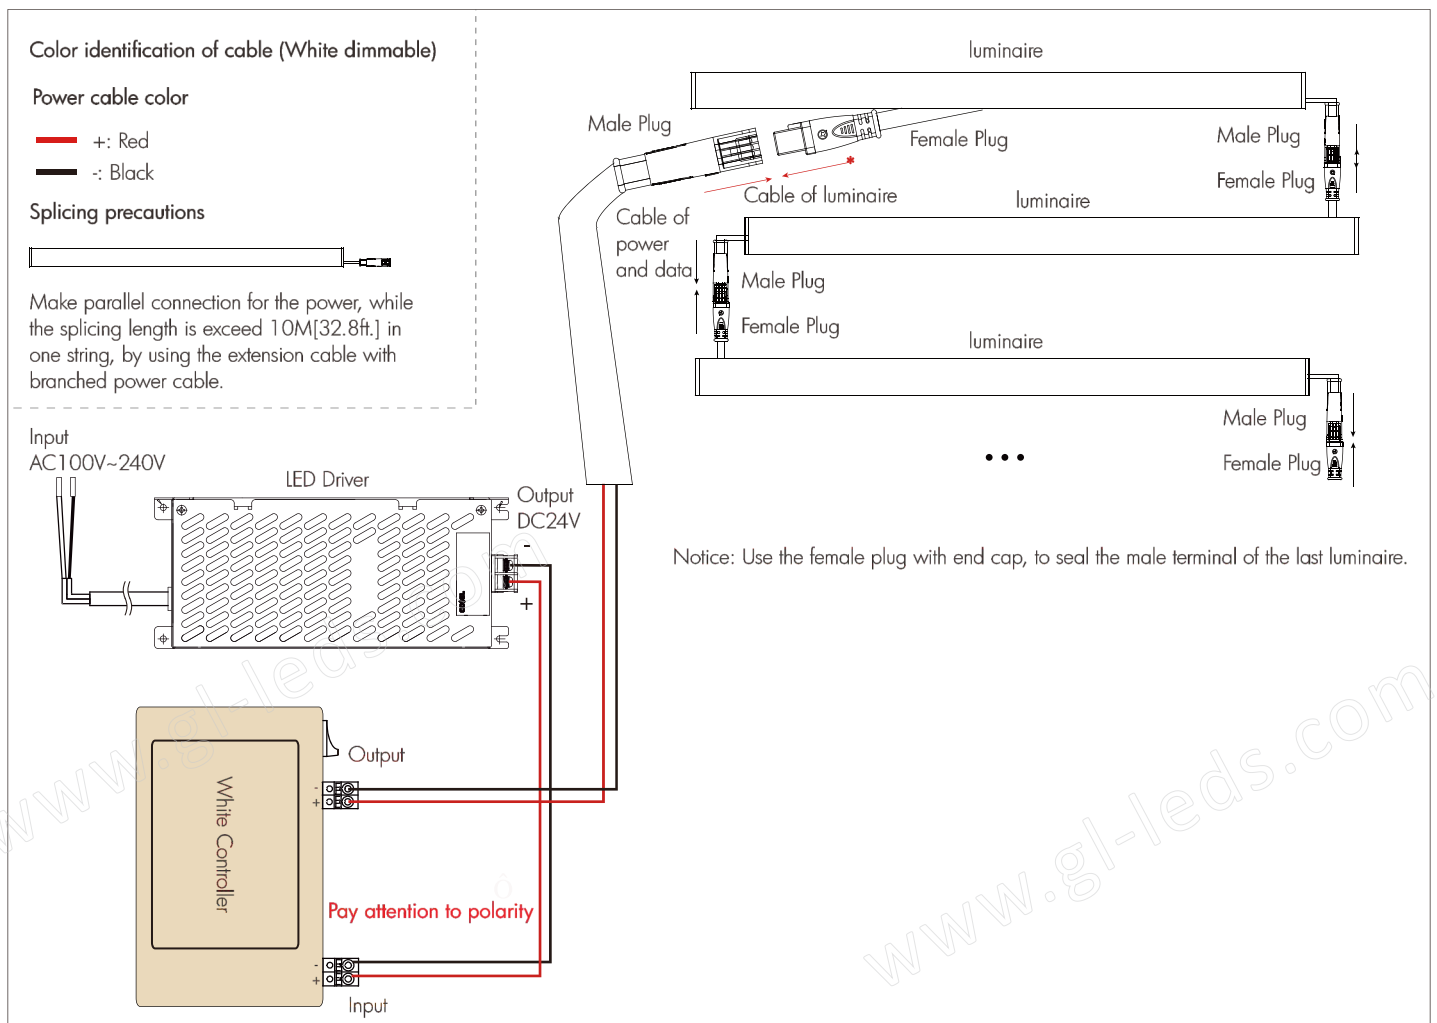 Color identification of cable (White dimmable)
Power cable color
+: Red
-: Black
Splicing precautions
Make parallel connection for the power, while
the splicing length is exceed 10M[32.8ft.] in
one string, by using the extension cable with
branched power cable.
luminaire
Male Plug
Female Plug
*
Cable of luminaire
Cable of
power
and data
Male Plug
Female Plug
luminaire
Male Plug
Female Plug
luminaire
Male Plug
Female Plug
•••
Notice: Use the female plug with end cap, to seal the male terminal of the last luminaire.
Input
AC100V~240V
LED Driver
Output
DC24V
-
+
White Controller
Output
-
+
Pay attention to polarity
-
+
Input
www.gl-leds.com
www.gl-leds.com